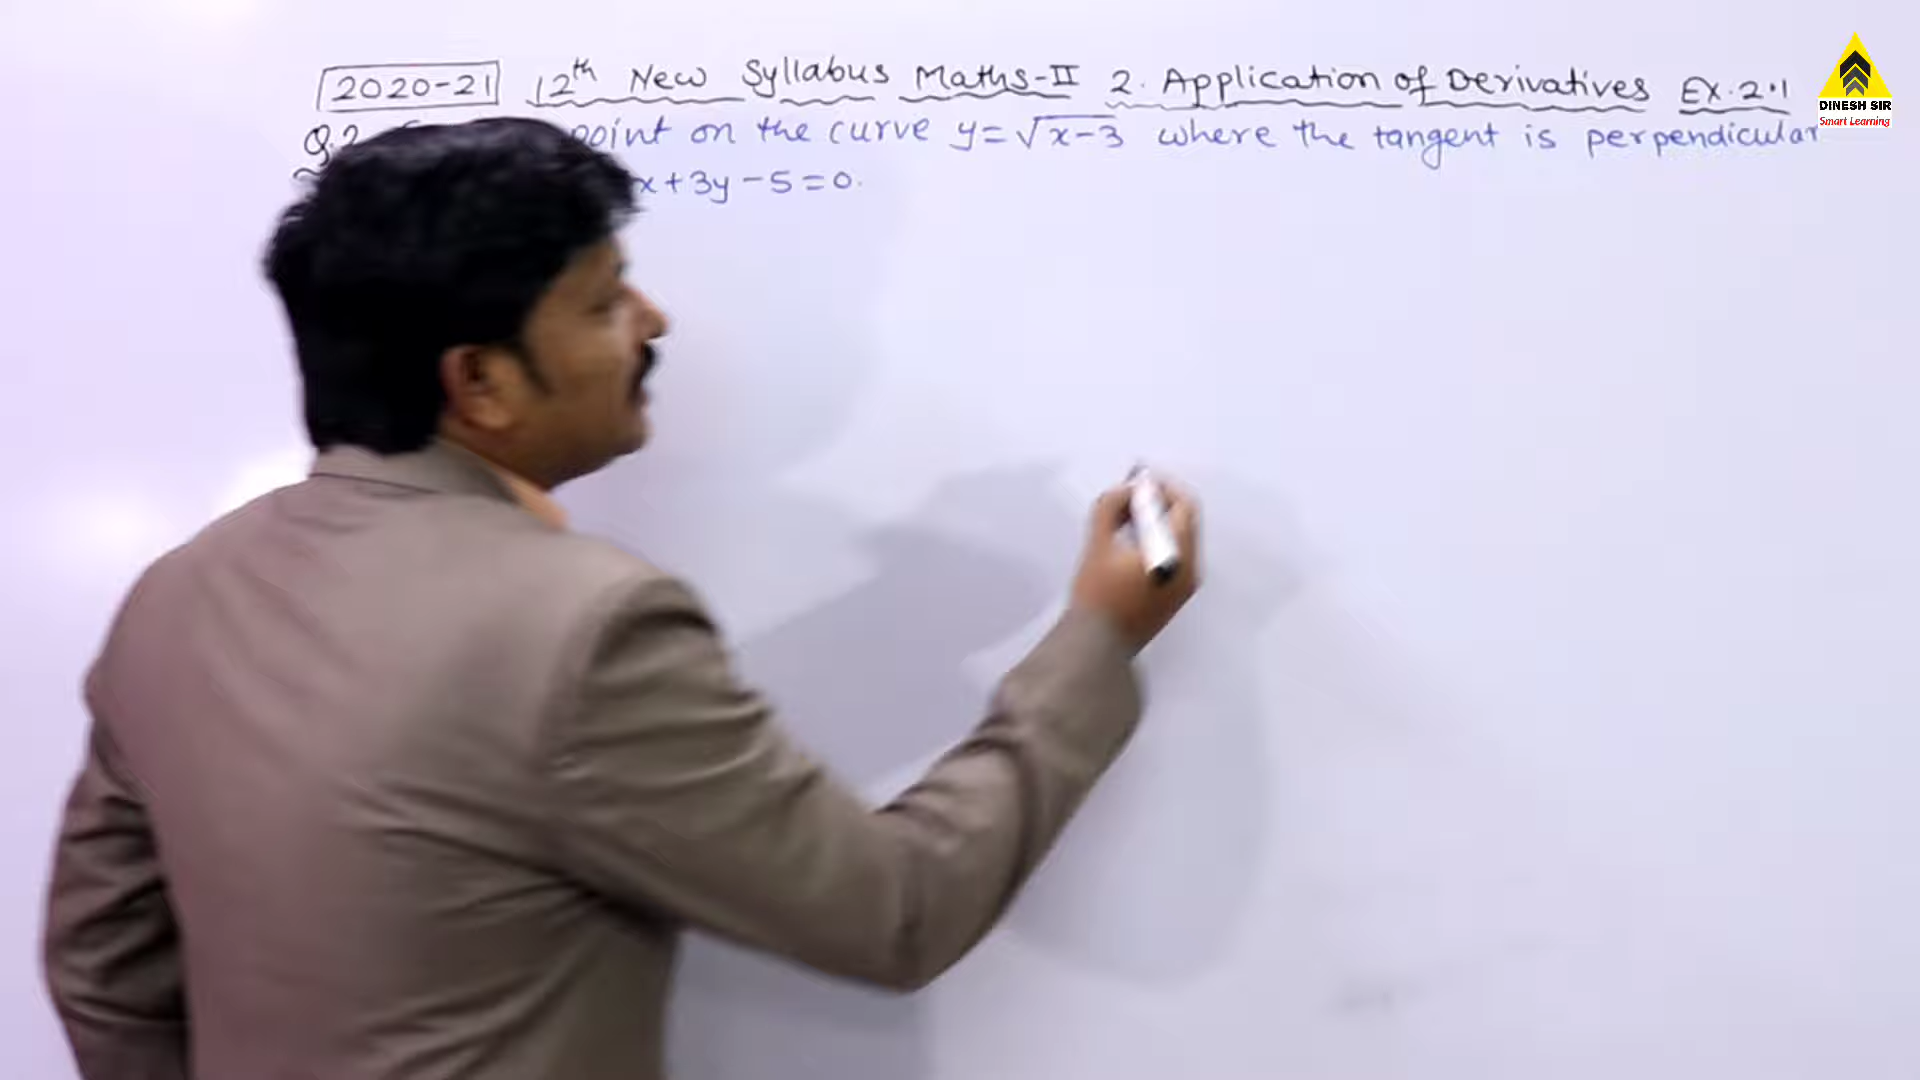 2020-21 12th New Syllabus Maths-II 2. Application of Derivatives Ex. 2.1
Q.2 point on the curve y=√x-3 where the tangent is perpendicular
x+3y-5=0.
DINESH SIR
Smart Learning